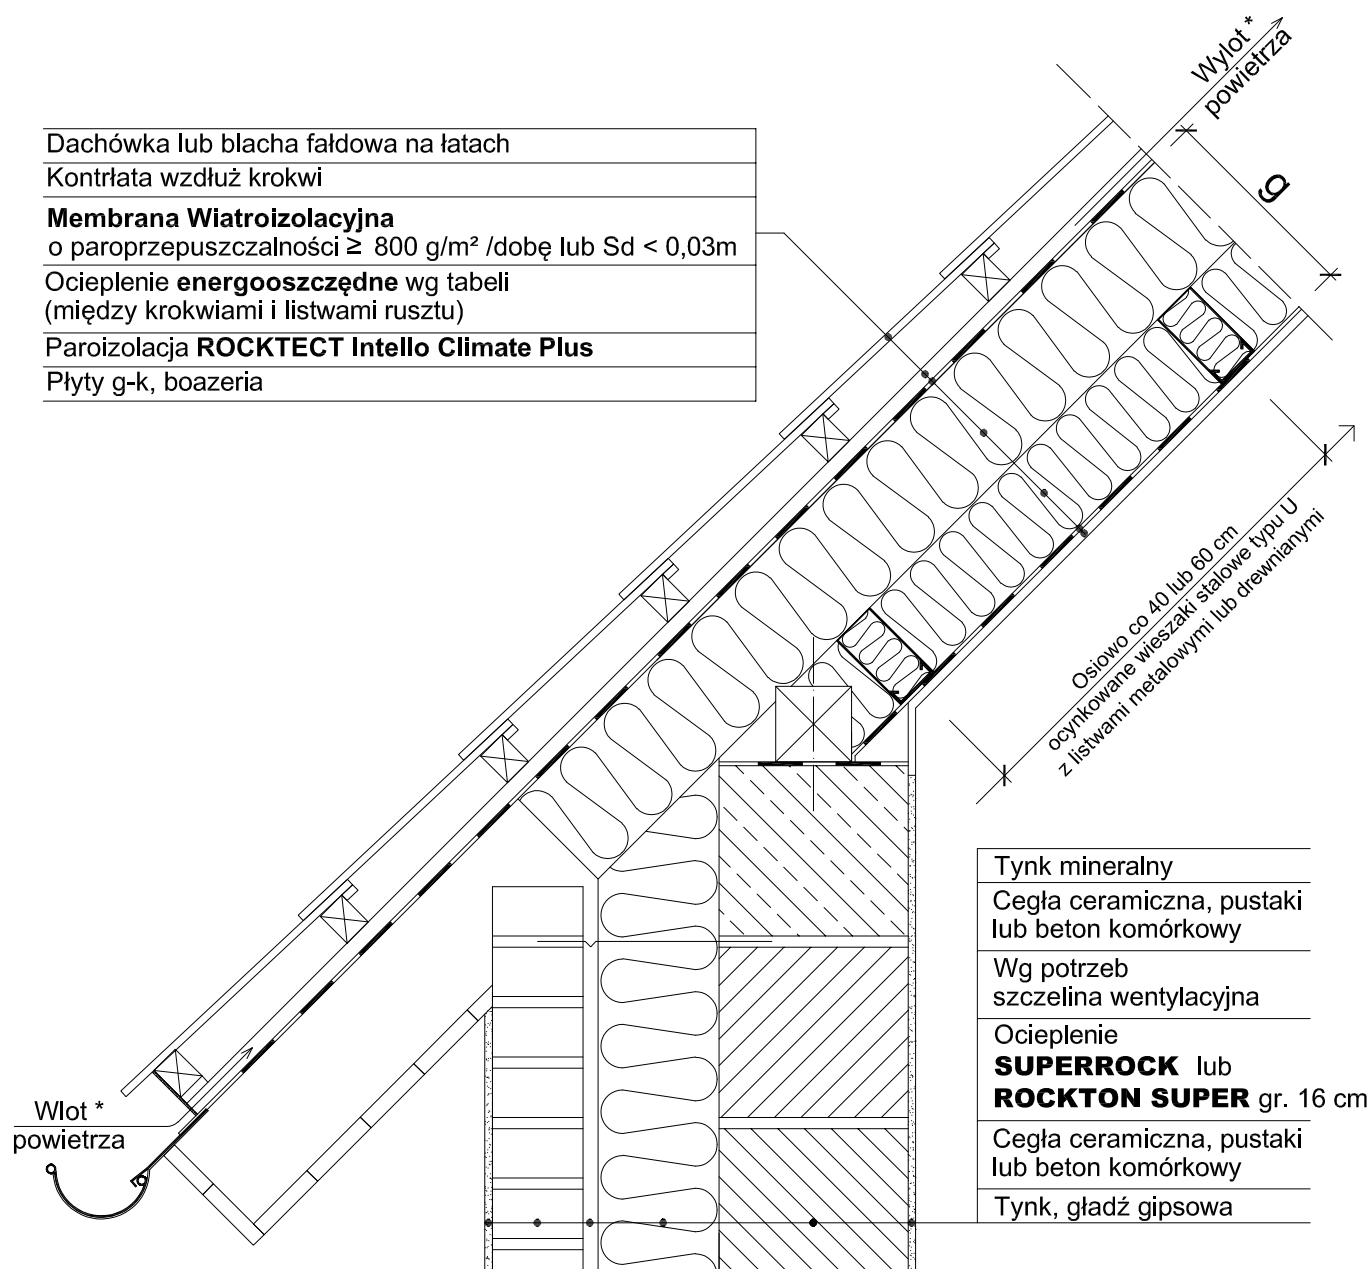 Wylot *
powietrza
g
Dachówka lub blacha fałdowa na łatach
Kontrłata wzdłuż krokwi
Membrana Wiatroizolacyjna
o paroprzepuszczalności ≥ 800 g/m² /dobę lub Sd < 0,03m
Ocieplenie energooszczędne wg tabeli
(między krokwiami i listwami rusztu)
Paroizolacja ROCKTECT Intello Climate Plus
Płyty g-k, boazeria
Osiowo co 40 lub 60 cm
ocynkowane wieszaki stalowe typu U
z listwami metalowymi lub drewnianymi
Tynk mineralny
Cegła ceramiczna, pustaki
lub beton komórkowy
Wg potrzeb
szczelina wentylacyjna
Ocieplenie
SUPERROCK lub
ROCKTON SUPER gr. 16 cm
Cegła ceramiczna, pustaki
lub beton komórkowy
Tynk, gładź gipsowa
Wlot *
powietrza